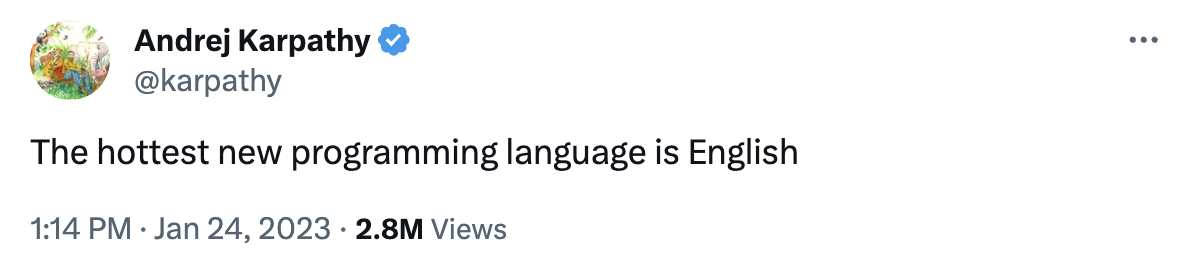 Andrej Karpathy
@karpathy
The hottest new programming language is English
1:14 PM · Jan 24, 2023 · 2.8M Views